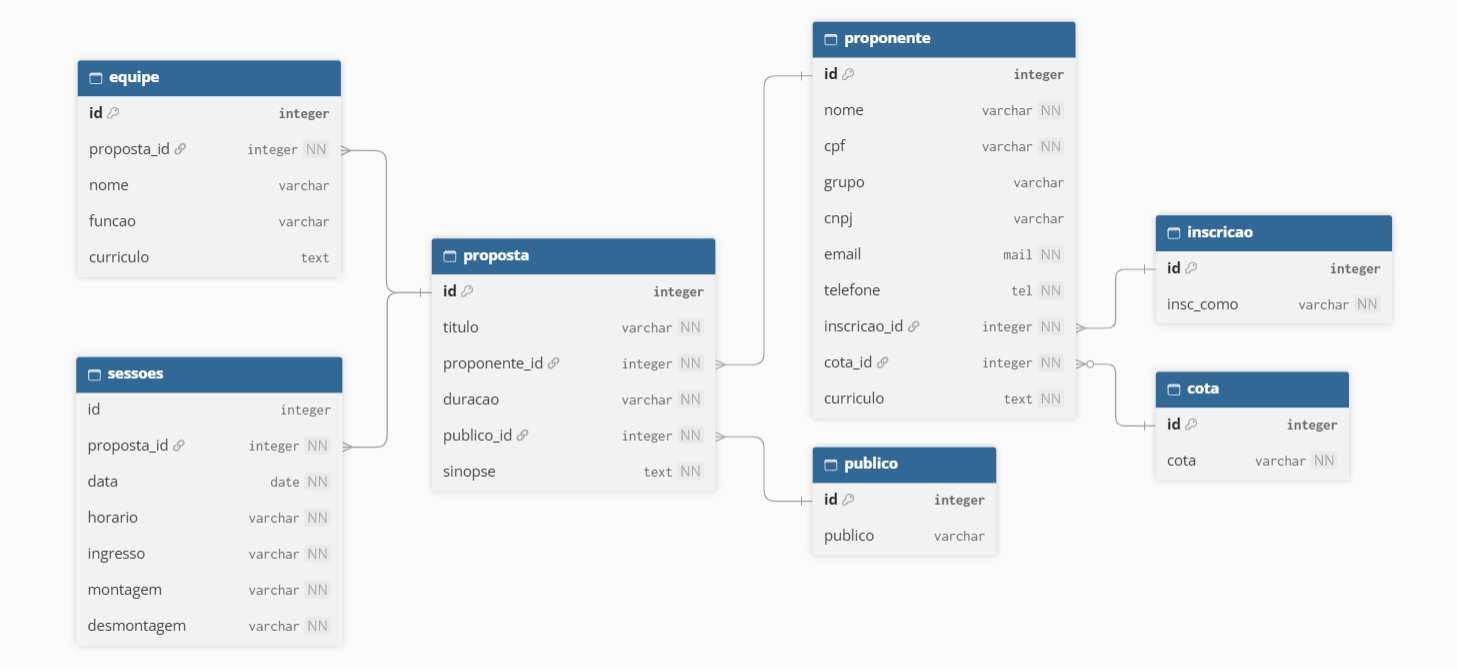 equipe
id integer
proposta_id integer NN
nome varchar
funcao varchar
curriculo text
sessoes
id integer
proposta_id integer NN
data date NN
horario varchar NN
ingresso varchar NN
montagem varchar NN
desmontagem varchar NN
proposta
id integer
titulo varchar NN
proponente_id integer NN
duracao varchar NN
publico_id integer NN
sinopse text NN
proponente
id integer
nome varchar NN
cpf varchar NN
grupo varchar
cnpj varchar
email mail NN
telefone tel NN
inscricao_id integer NN
cota_id integer NN
curriculo text NN
publico
id integer
publico varchar
inscricao
id integer
insc_como varchar NN
cota
id integer
cota varchar NN